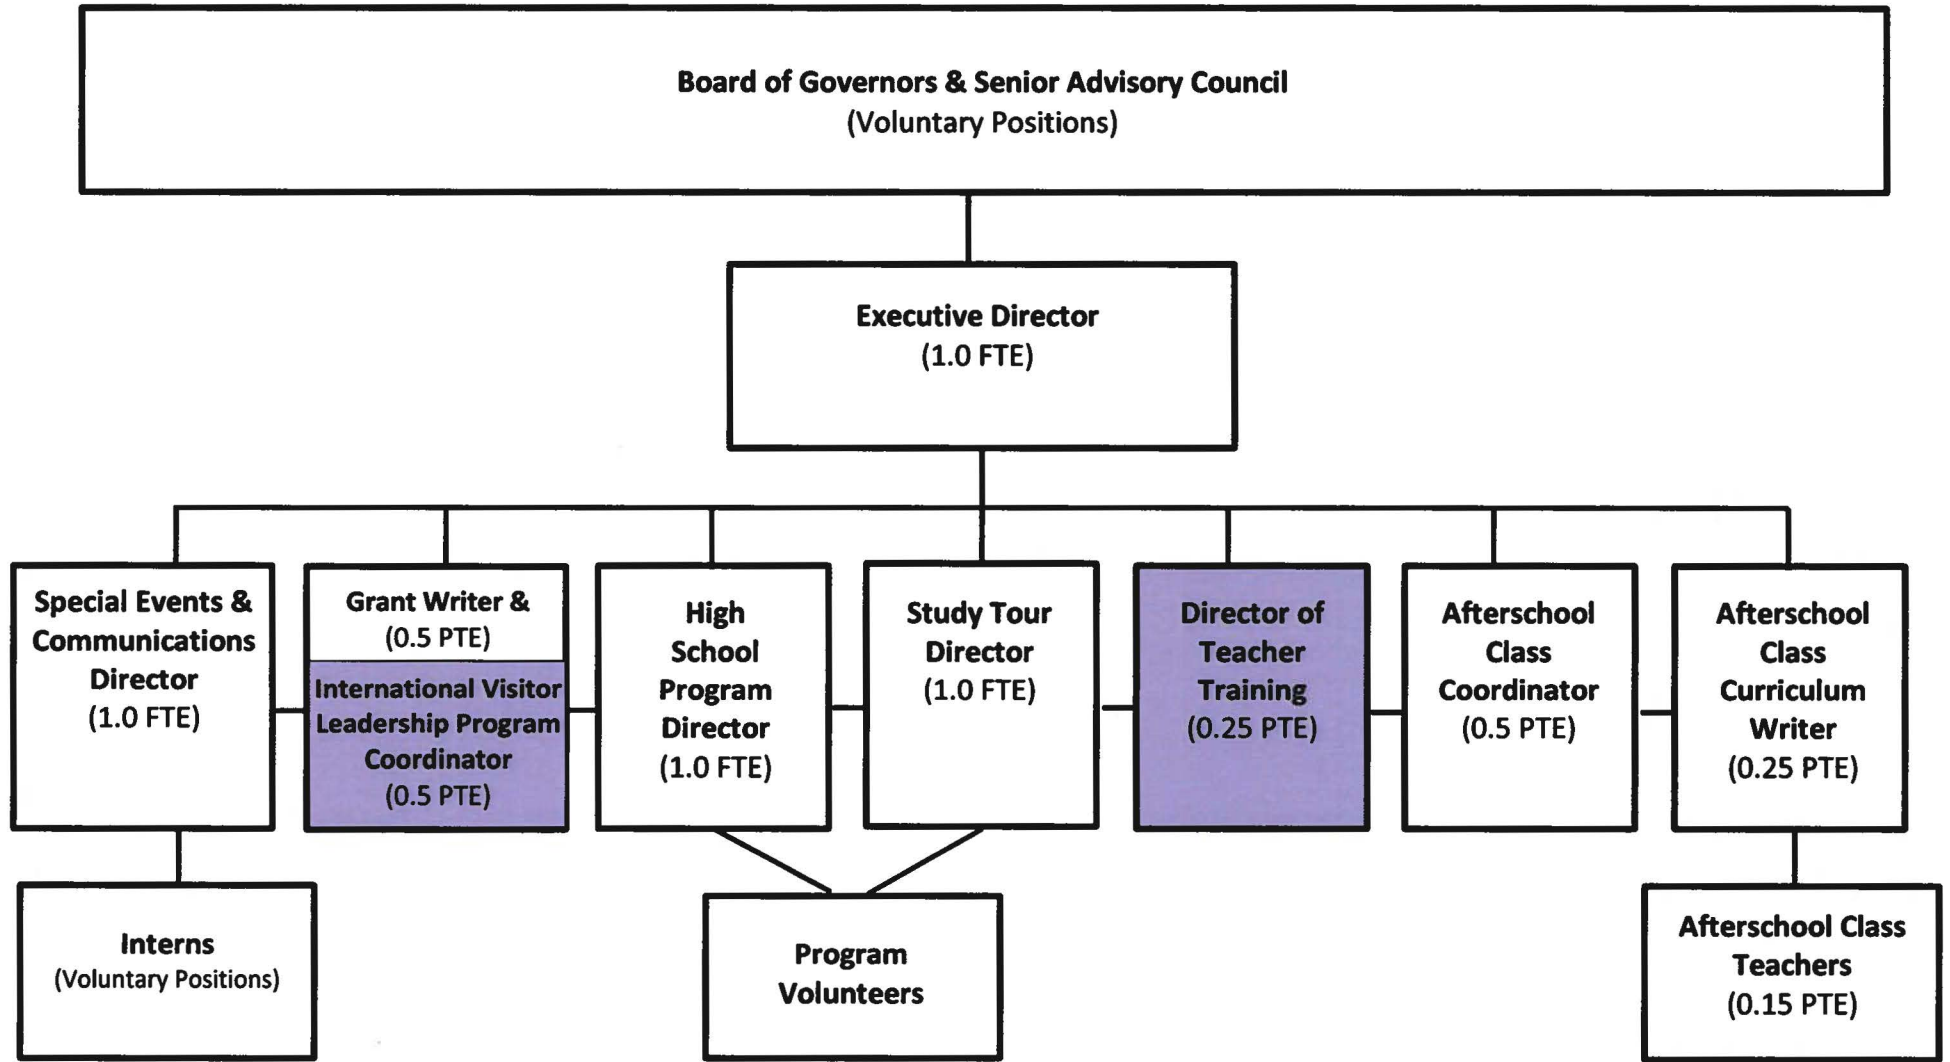 Board of Governors & Senior Advisory Council
(Voluntary Positions)
Executive Director
(1.0 FTE)
Special Events &
Communications
Director
(1.0 FTE)
Grant Writer &
(0.5 PTE)
International Visitor
Leadership Program
Coordinator
(0.5 PTE)
High
School
Program
Director
(1.0 FTE)
Study Tour
Director
(1.0 FTE)
Director of
Teacher
Training
(0.25 PTE)
Afterschool
Class
Coordinator
(0.5 PTE)
Afterschool
Class
Curriculum
Writer
(0.25 PTE)
Interns
(Voluntary Positions)
Program
Volunteers
Afterschool Class
Teachers
(0.15 PTE)